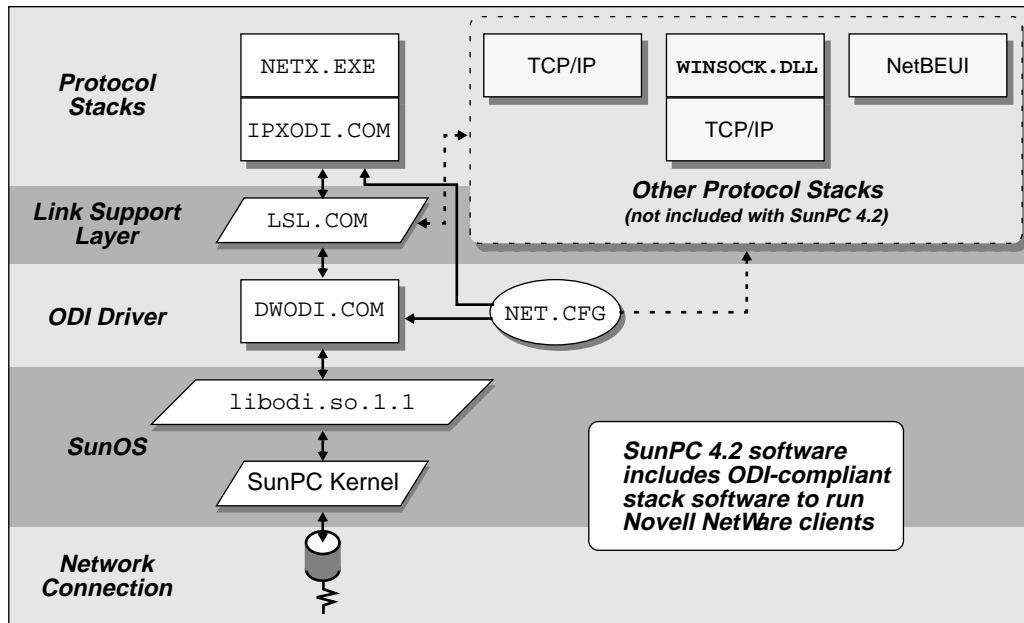 Protocol
Stacks
NETX.EXE
IPXODI.COM
TCP/IP
WINSOCK.DLL
TCP/IP
NetBEUI
Other Protocol Stacks
(not included with SunPC 4.2)
Link Support
Layer
LSL.COM
ODI Driver
DWODI.COM
NET.CFG
SunOS
libodi.so.1.1
SunPC Kernel
SunPC 4.2 software
includes ODI-compliant
stack software to run
Novell NetWare clients
Network
Connection